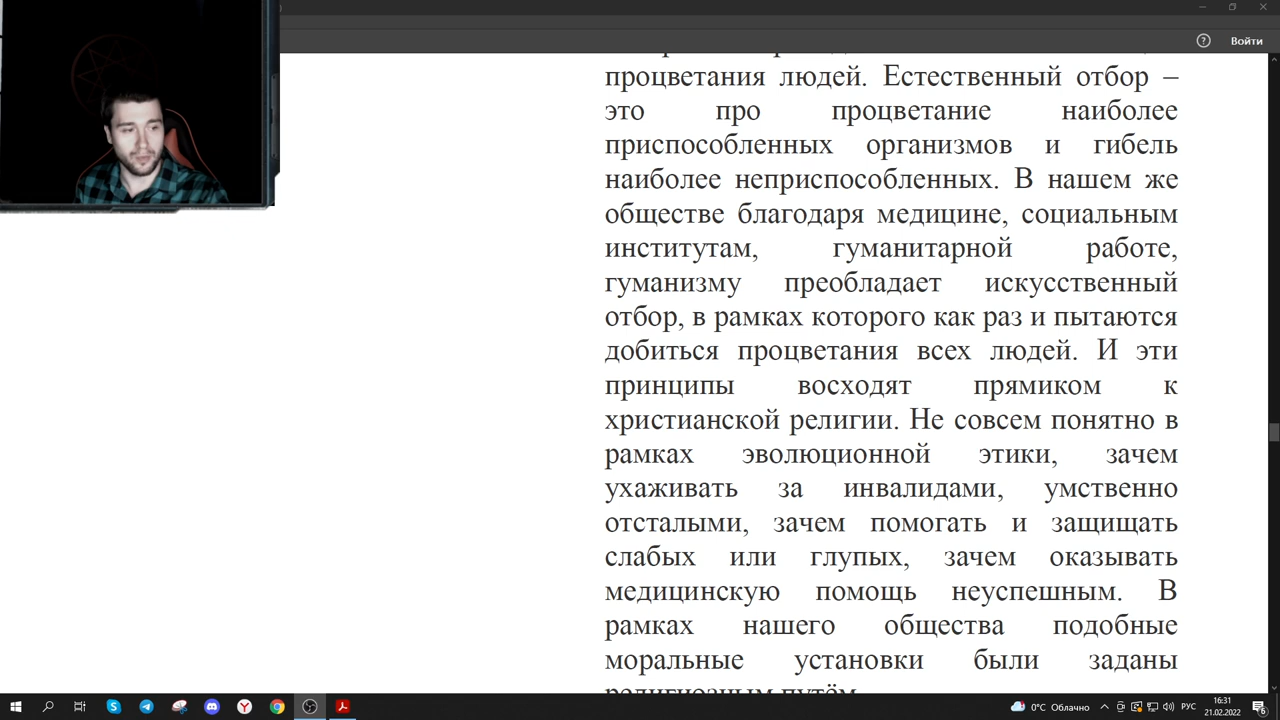 Войти
процветания людей. Естественный отбор –
это про процветание наиболее
приспособленных организмов и гибель
наиболее неприспособленных. В нашем же
обществе благодаря медицине, социальным
институтам, гуманитарной работе,
гуманизму преобладает искусственный
отбор, в рамках которого как раз и пытаются
добиться процветания всех людей. И эти
принципы восходят прямиком к
христианской религии. Не совсем понятно в
рамках эволюционной этики, зачем
ухаживать за инвалидами, умственно
отсталыми, зачем помогать и защищать
слабых или глупых, зачем оказывать
медицинскую помощь неуспешным. В
рамках нашего общества подобные
моральные установки были заданы
религиозным путём
0°C Облачно
РУС
16:31
21.02.2022
6